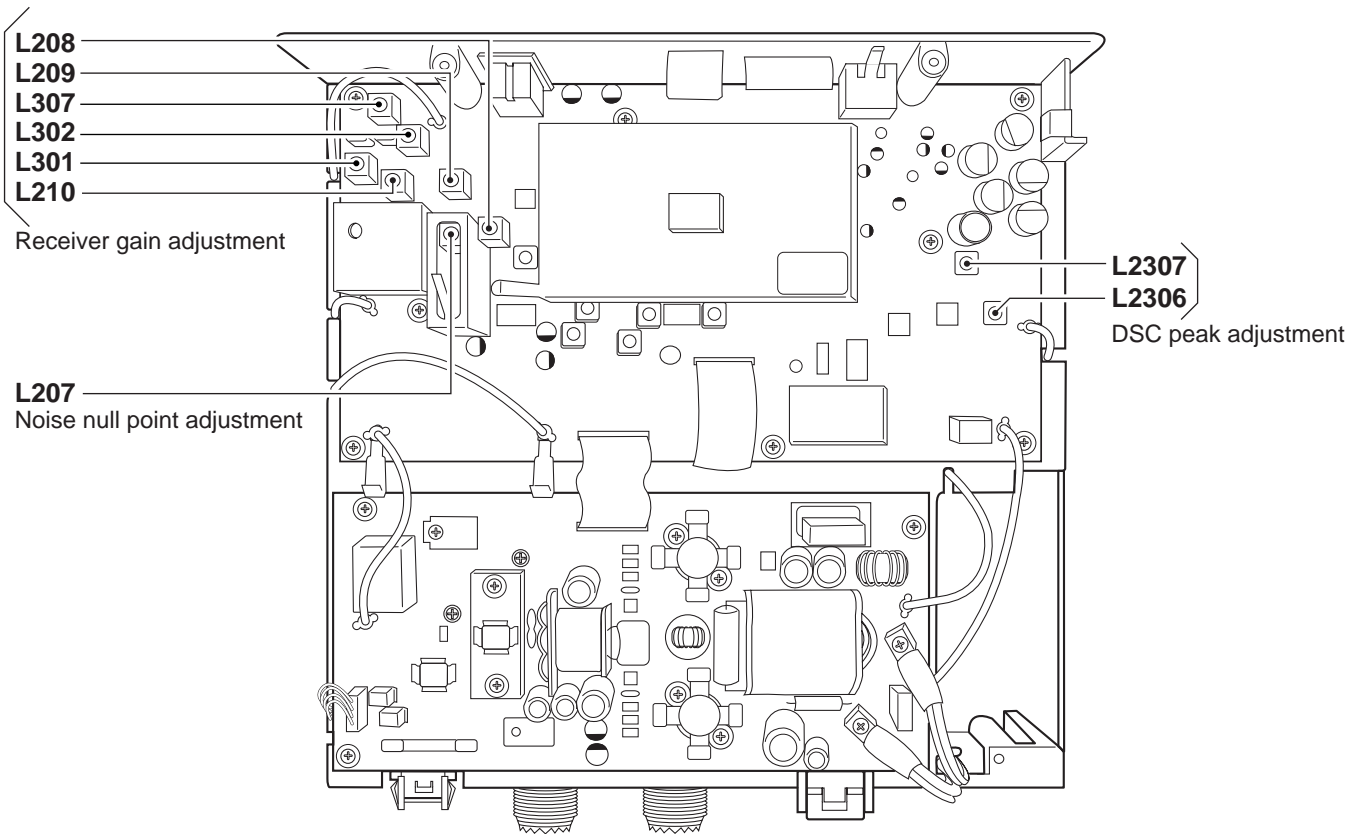 L208
L209
L307
L302
L301
L210
Receiver gain adjustment
L2307
L2306
DSC peak adjustment
L207
Noise null point adjustment